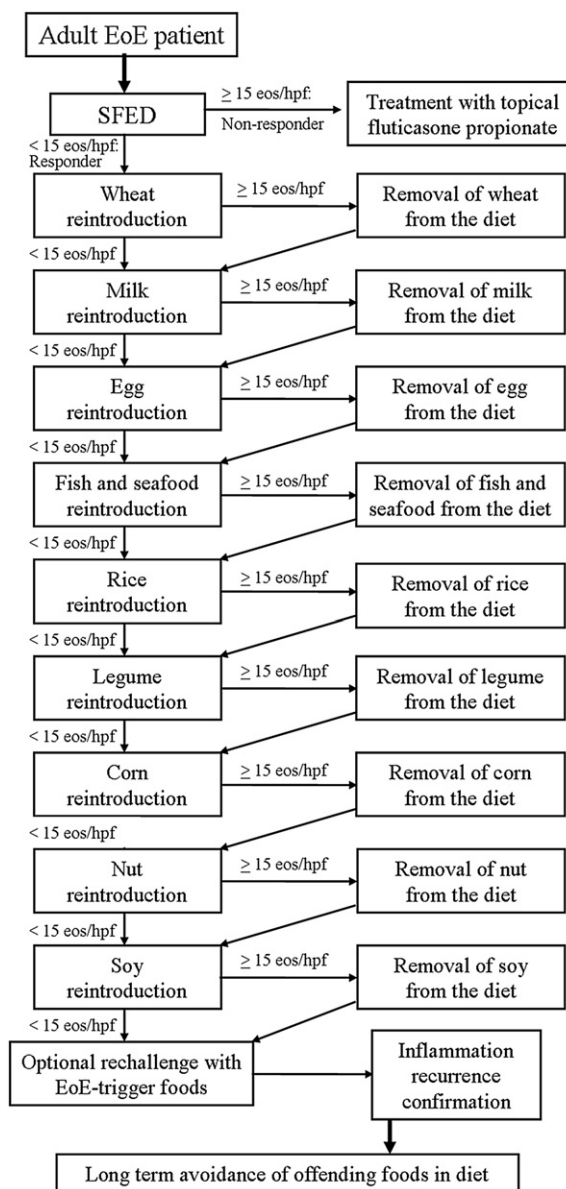 Adult EoE patient
SFED
≥ 15 eos/hpf:
Non-responder
Treatment with topical
fluticasone propionate
< 15 eos/hpf:
Responder
Wheat
reintroduction
≥ 15 eos/hpf
Removal of wheat
from the diet
< 15 eos/hpf
Milk
reintroduction
≥ 15 eos/hpf
Removal of milk
from the diet
< 15 eos/hpf
Egg
reintroduction
≥ 15 eos/hpf
Removal of egg
from the diet
< 15 eos/hpf
Fish and seafood
reintroduction
≥ 15 eos/hpf
Removal of fish and
seafood from the diet
< 15 eos/hpf
Rice
reintroduction
≥ 15 eos/hpf
Removal of rice
from the diet
< 15 eos/hpf
Legume
reintroduction
≥ 15 eos/hpf
Removal of legume
from the diet
< 15 eos/hpf
Corn
reintroduction
≥ 15 eos/hpf
Removal of corn
from the diet
< 15 eos/hpf
Nut
reintroduction
≥ 15 eos/hpf
Removal of nut
from the diet
< 15 eos/hpf
Soy
reintroduction
≥ 15 eos/hpf
Removal of soy
from the diet
< 15 eos/hpf
Optional rechallenge with
EoE-trigger foods
Inflammation
recurrence
confirmation
Long term avoidance of offending foods in diet